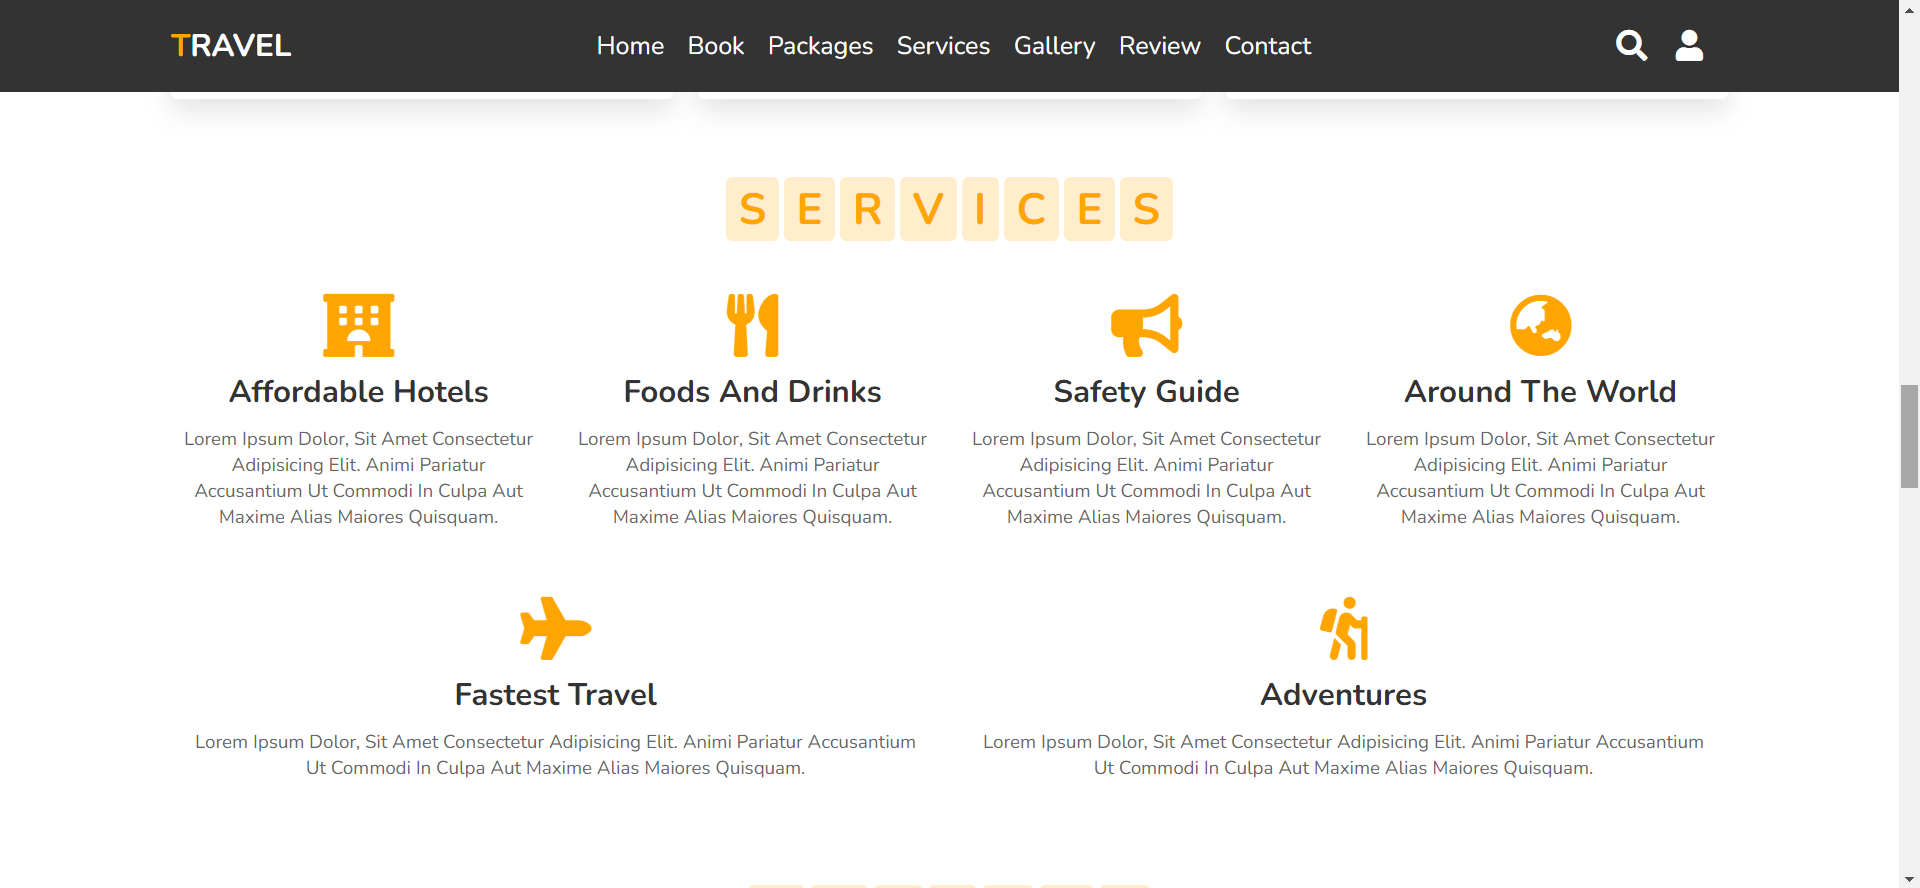 TRAVEL
Home Book Packages Services Gallery Review Contact
SERVICES
Affordable Hotels
Lorem Ipsum Dolor, Sit Amet Consectetur
Adipisicing Elit. Animi Pariatur
Accusantium Ut Commodi In Culpa Aut
Maxime Alias Maiores Quisquam.
Foods And Drinks
Lorem Ipsum Dolor, Sit Amet Consectetur
Adipisicing Elit. Animi Pariatur
Accusantium Ut Commodi In Culpa Aut
Maxime Alias Maiores Quisquam.
Safety Guide
Lorem Ipsum Dolor, Sit Amet Consectetur
Adipisicing Elit. Animi Pariatur
Accusantium Ut Commodi In Culpa Aut
Maxime Alias Maiores Quisquam.
Around The World
Lorem Ipsum Dolor, Sit Amet Consectetur
Adipisicing Elit. Animi Pariatur
Accusantium Ut Commodi In Culpa Aut
Maxime Alias Maiores Quisquam.
Fastest Travel
Lorem Ipsum Dolor, Sit Amet Consectetur Adipisicing Elit. Animi Pariatur Accusantium
Ut Commodi In Culpa Aut Maxime Alias Maiores Quisquam.
Adventures
Lorem Ipsum Dolor, Sit Amet Consectetur Adipisicing Elit. Animi Pariatur Accusantium
Ut Commodi In Culpa Aut Maxime Alias Maiores Quisquam.